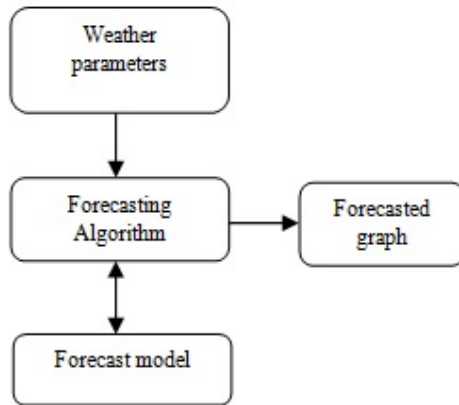 Weather
parameters
Forecasting
Algorithm
Forecasted
graph
Forecast model